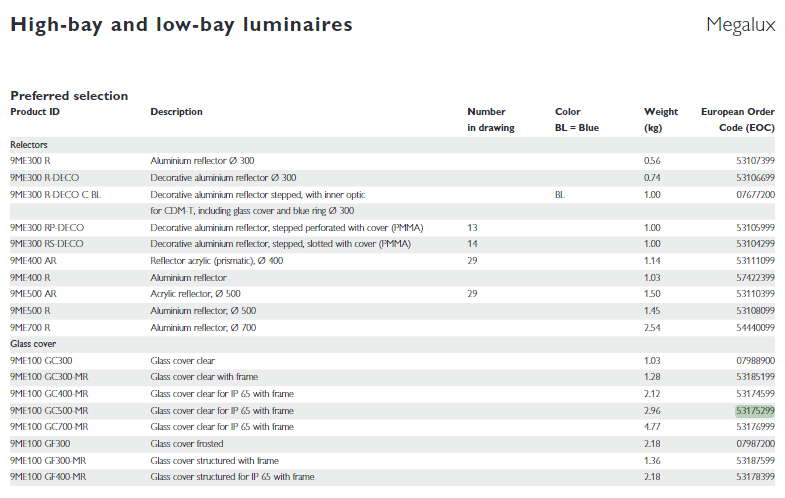 High-bay and low-bay luminaires Megalux
Preferred selection
Product ID Description Number Color Weight European Order
in drawing BL = Blue (kg) Code (EOC)
Relectors
9ME300 R Aluminium reflector Ø 300 0.56 53107399
9ME300 R-DECO Decorative aluminium reflector Ø 300 0.74 53106699
9ME300 R-DECO C BL Decorative aluminium reflector stepped, with inner optic BL 1.00 07677200
for CDM-T, including glass cover and blue ring Ø 300
9ME300 RP-DECO Decorative aluminium reflector, stepped perforated with cover (PMMA) 13 1.00 53105999
9ME300 RS-DECO Decorative aluminium reflector, stepped, slotted with cover (PMMA) 14 1.00 53104299
9ME400 AR Reflector acrylic (prismatic), Ø 400 29 1.14 53111099
9ME400 R Aluminium reflector 1.03 57422399
9ME500 AR Acrylic reflector, Ø 500 29 1.50 53110399
9ME500 R Aluminium reflector, Ø 500 1.45 53108099
9ME700 R Aluminium reflector, Ø 700 2.54 54440099
Glass cover
9ME100 GC300 Glass cover clear 1.03 07988900
9ME100 GC300-MR Glass cover clear with frame 1.28 53185199
9ME100 GC400-MR Glass cover clear for IP 65 with frame 2.12 53174599
9ME100 GC500-MR Glass cover clear for IP 65 with frame 2.96 53175299
9ME100 GC700-MR Glass cover clear for IP 65 with frame 4.77 53176999
9ME100 GF300 Glass cover frosted 2.18 07987200
9ME100 GF300-MR Glass cover structured with frame 1.36 53187599
9ME100 GF400-MR Glass cover structured for IP 65 with frame 2.18 53178399